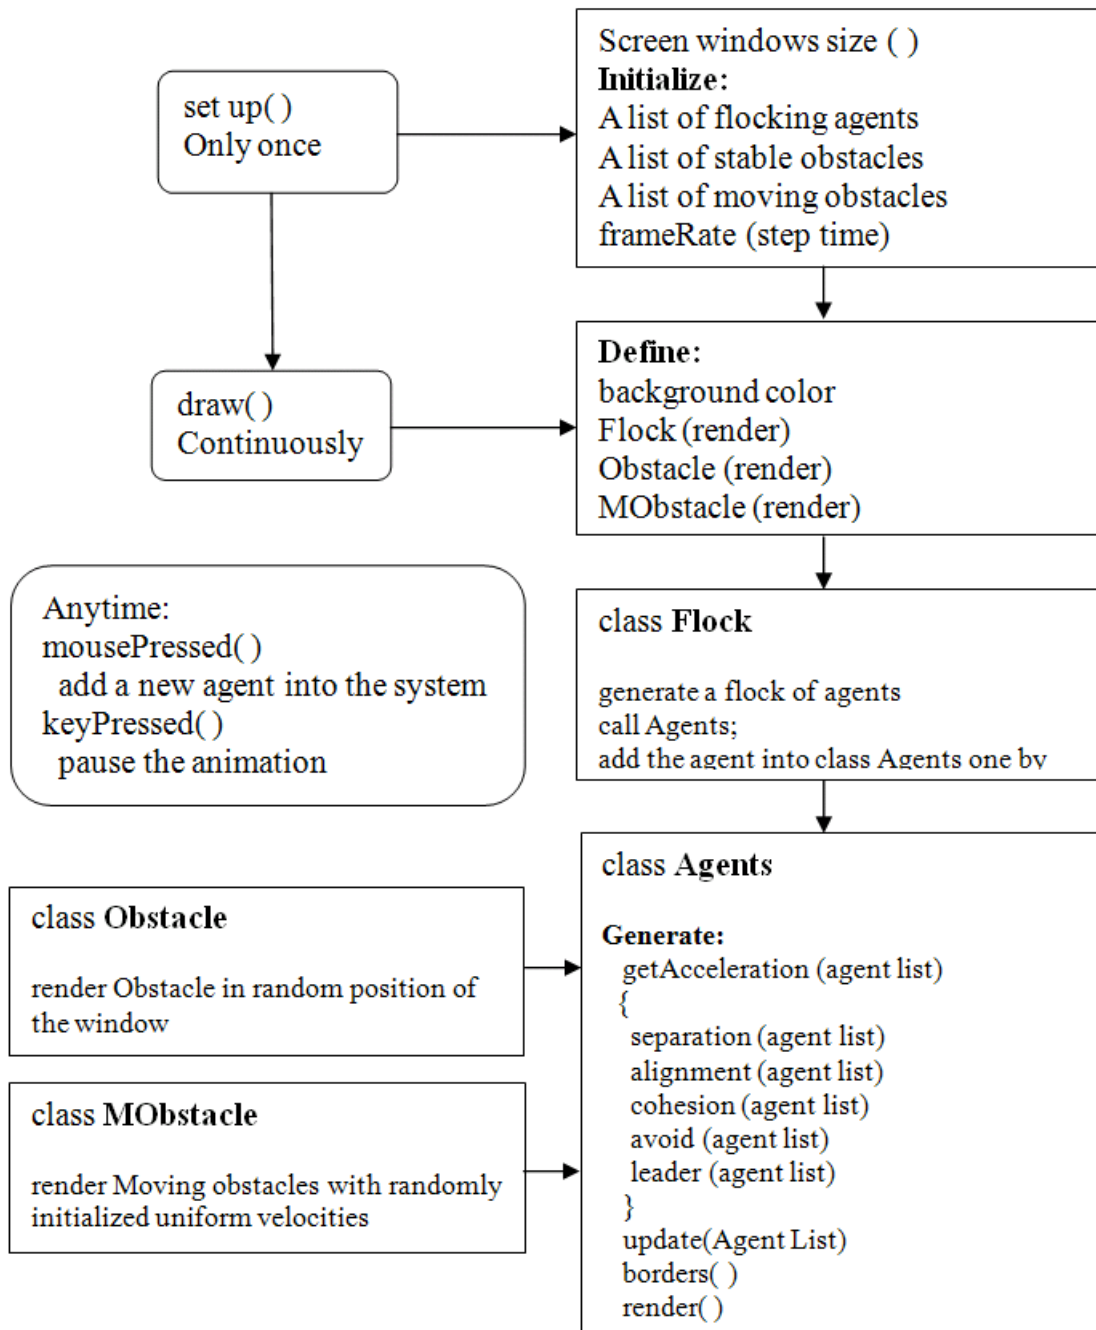 set up( )
Only once
Screen windows size ( )
Initialize:
A list of flocking agents
A list of stable obstacles
A list of moving obstacles
frameRate (step time)
draw( )
Continuously
Define:
background color
Flock (render)
Obstacle (render)
MObstacle (render)
Anytime:
mousePressed( )
add a new agent into the system
keyPressed( )
pause the animation
class Flock
generate a flock of agents
call Agents;
add the agent into class Agents one by
class Obstacle
render Obstacle in random position of
the window
class MObstacle
render Moving obstacles with randomly
initialized uniform velocities
class Agents
Generate:
getAcceleration (agent list)
{
separation (agent list)
alignment (agent list)
cohesion (agent list)
avoid (agent list)
leader (agent list)
}
update(Agent List)
borders( )
render( )